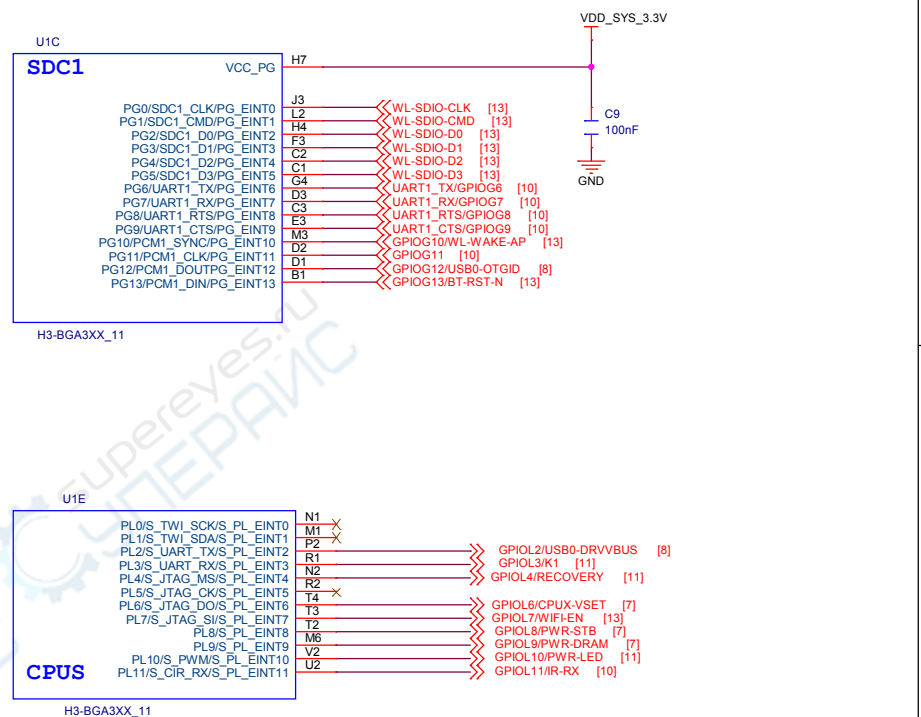 VDD_SYS_3.3V
U1C
SDC1
VCC_PG H7
PG0/SDC1_CLK/PG_EINT0 J3 WL-SDIO-CLK [13]
PG1/SDC1_CMD/PG_EINT1 L2 WL-SDIO-CMD [13]
PG2/SDC1_D0/PG_EINT2 H4 WL-SDIO-D0 [13]
PG3/SDC1_D1/PG_EINT3 F3 WL-SDIO-D1 [13]
PG4/SDC1_D2/PG_EINT4 C2 WL-SDIO-D2 [13]
PG5/SDC1_D3/PG_EINT5 C1 WL-SDIO-D3 [13]
PG6/UART1_TX/PG_EINT6 G4 UART1_TX/GPIOG6 [10]
PG7/UART1_RX/PG_EINT7 D3 UART1_RX/GPIOG7 [10]
PG8/UART1_RTS/PG_EINT8 C3 UART1_RTS/GPIOG8 [10]
PG9/UART1_CTS/PG_EINT9 E3 UART1_CTS/GPIOG9 [10]
PG10/PCM1_SYNC/PG_EINT10 M3 GPIOG10/WL-WAKE-AP [13]
PG11/PCM1_CLK/PG_EINT11 D2 GPIOG11 [10]
PG12/PCM1_DOUTPG_EINT12 D1 GPIOG12/USB0-OTGID [8]
PG13/PCM1_DIN/PG_EINT13 B1 GPIOG13/BT-RST-N [13]
C9
100nF
GND
H3-BGA3XX_11
supereyes.ru
СУПЕРАЙС
U1E
PL0/S_TWI_SCK/S_PL_EINT0 N1
PL1/S_TWI_SDA/S_PL_EINT1 M1
PL2/S_UART_TX/S_PL_EINT2 P2 GPIOL2/USB0-DRVVBUS [8]
PL3/S_UART_RX/S_PL_EINT3 R1 GPIOL3/K1 [11]
PL4/S_JTAG_MS/S_PL_EINT4 N2 GPIOL4/RECOVERY [11]
PL5/S_JTAG_CK/S_PL_EINT5 R2
PL6/S_JTAG_DO/S_PL_EINT6 T4 GPIOL6/CPUX-VSET [7]
PL7/S_JTAG_SI/S_PL_EINT7 T3 GPIOL7/WIFI-EN [13]
PL8/S_PL_EINT8 T2 GPIOL8/PWR-STB [7]
PL9/S_PL_EINT9 M6 GPIOL9/PWR-DRAM [7]
PL10/S_PWM/S_PL_EINT10 V2 GPIOL10/PWR-LED [11]
PL11/S_CIR_RX/S_PL_EINT11 U2 GPIOL11/IR-RX [10]
CPUS
H3-BGA3XX_11